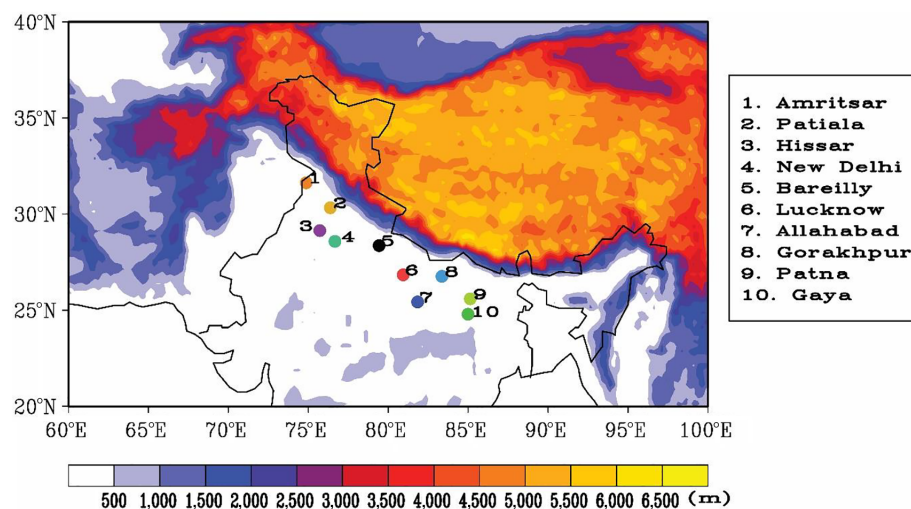 40°N
35°N
30°N
25°N
20°N
60°E 65°E 70°E 75°E 80°E 85°E 90°E 95°E 100°E
1
2
3
4
5
6
8
7
9
10
1. Amritsar
2. Patiala
3. Hissar
4. New Delhi
5. Bareilly
6. Lucknow
7. Allahabad
8. Gorakhpur
9. Patna
10. Gaya
500 1,000 1,500 2,000 2,500 3,000 3,500 4,000 4,500 5,000 5,500 6,000 6,500 (m)